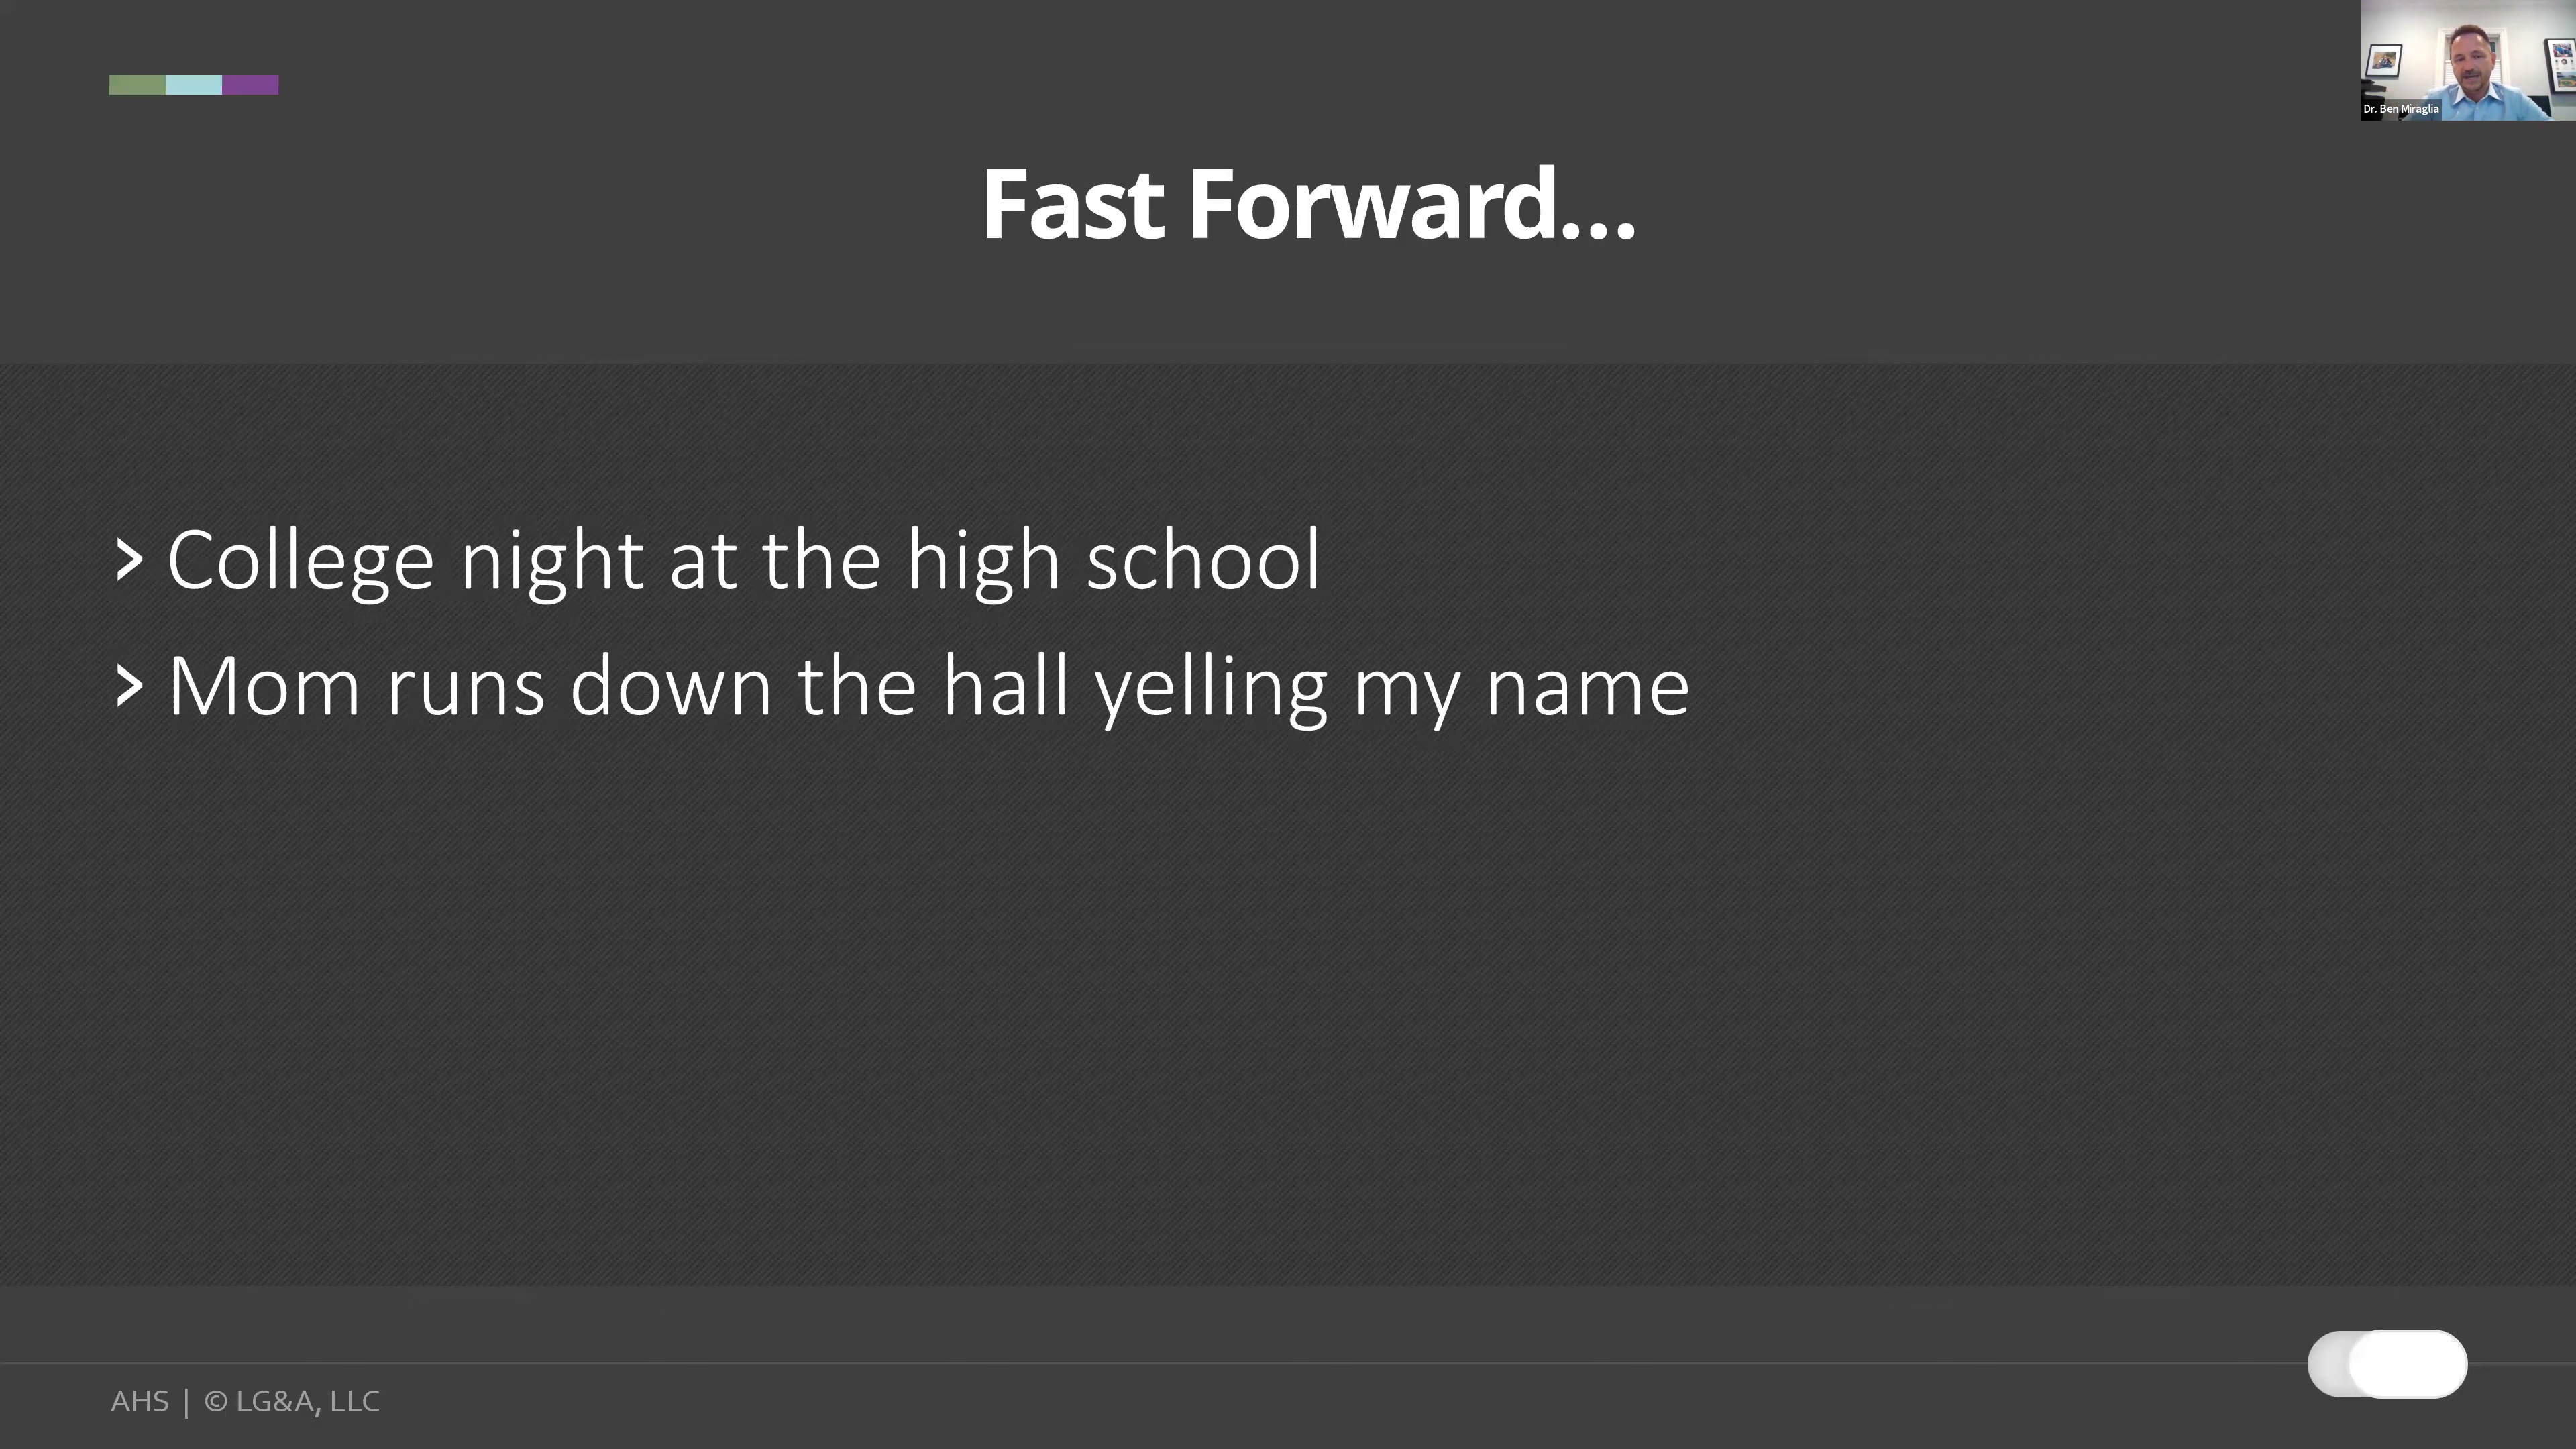 Dr. Ben Miraglia
Fast Forward...
> College night at the high school
> Mom runs down the hall yelling my name
AHS | © LG&A, LLC